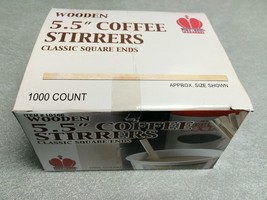 WOODEN
5.5" COFFEE
STIRRERS
CLASSIC SQUARE ENDS
APPROX. SIZE SHOWN
1000 COUNT
WOODEN
5.5" COFFEE
STIRRERS
CLASSIC SQUARE ENDS